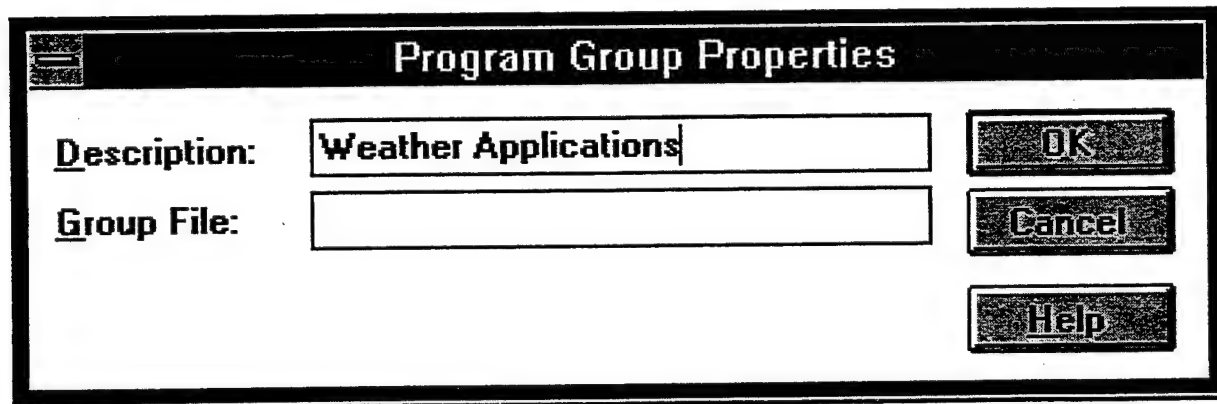 Program Group Properties
Description: Weather Applications OK
Group File: Cancel
Help